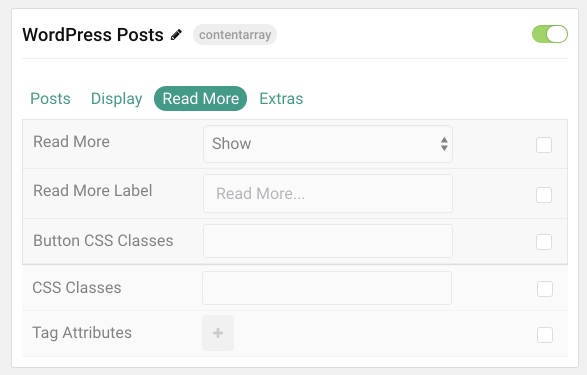 WordPress Posts contentarray
Posts Display Read More Extras
Read More Show
Read More Label Read More...
Button CSS Classes
CSS Classes
Tag Attributes +